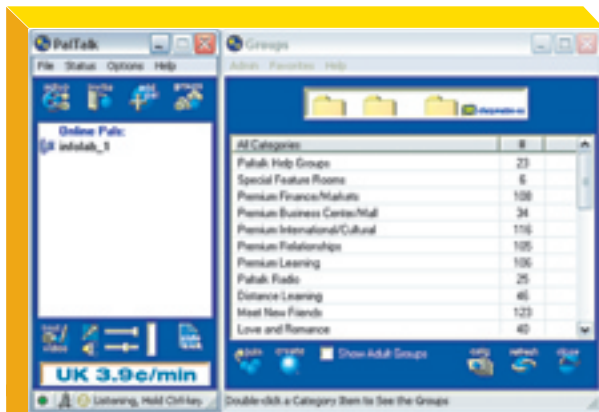 PalTalk
File Status Options Help
Online Pals:
infolab_1
UK 3.9c/min
Listening, Hold Ctrl-key
Groups
Admin Favorites Help
All Categories #
Paltalk Help Groups 23
Special Feature Rooms 6
Premium Finance/Markets 108
Premium Business Center/Mall 34
Premium International/Cultural 116
Premium Relationships 105
Premium Learning 106
Paltalk Radio 25
Distance Learning 46
Meet New Friends 123
Love and Romance 40
create Show Adult Groups refresh close
Double-click a Category Item to See the Groups